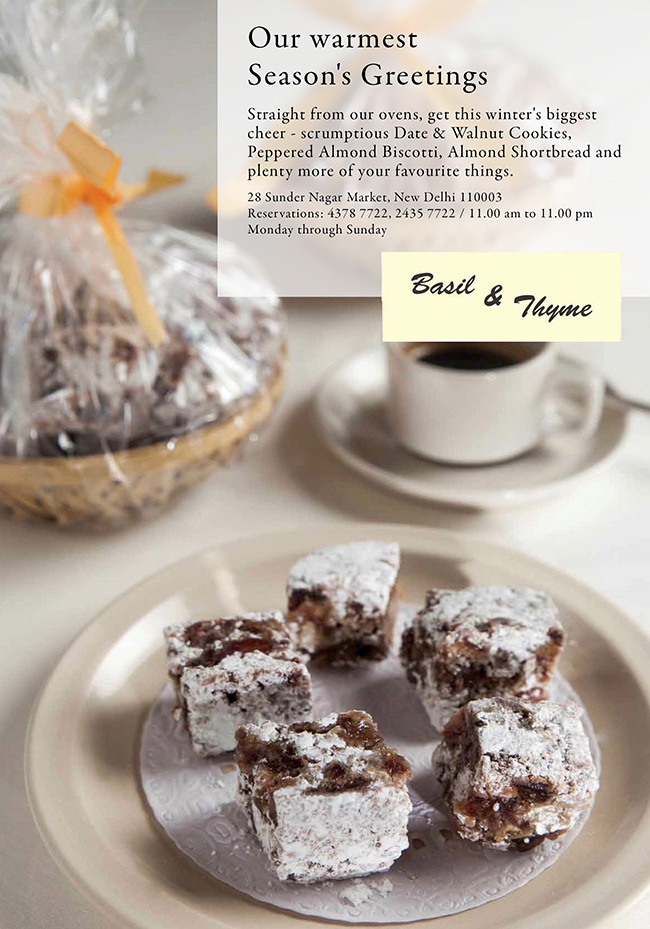 Our warmest
Season's Greetings
Straight from our ovens, get this winter's biggest
cheer - scrumptious Date & Walnut Cookies,
Peppered Almond Biscotti, Almond Shortbread and
plenty more of your favourite things.
28 Sunder Nagar Market, New Delhi 110003
Reservations: 4378 7722, 2435 7722 / 11.00 am to 11.00 pm
Monday through Sunday
Basil & Thyme